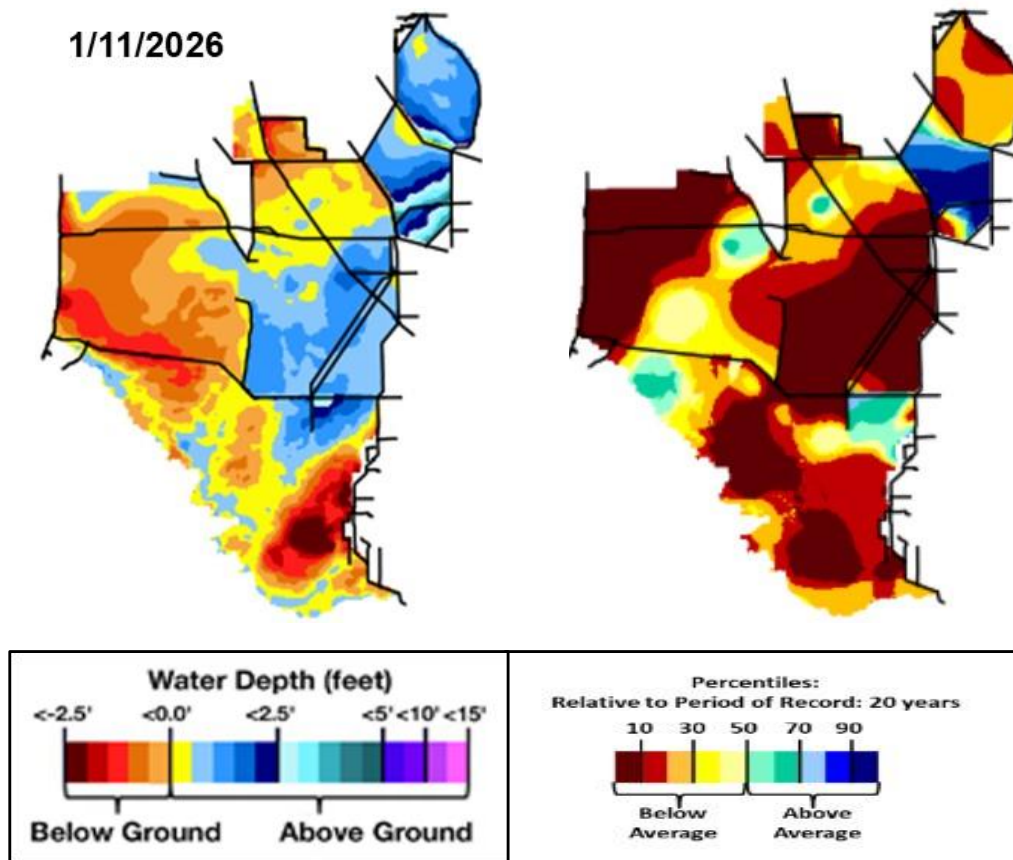 1/11/2026
Water Depth (feet)
<-2.5' <0.0' <2.5' <5' <10' <15'
Below Ground Above Ground
Percentiles:
Relative to Period of Record: 20 years
10 30 50 70 90
Below
Average
Above
Average